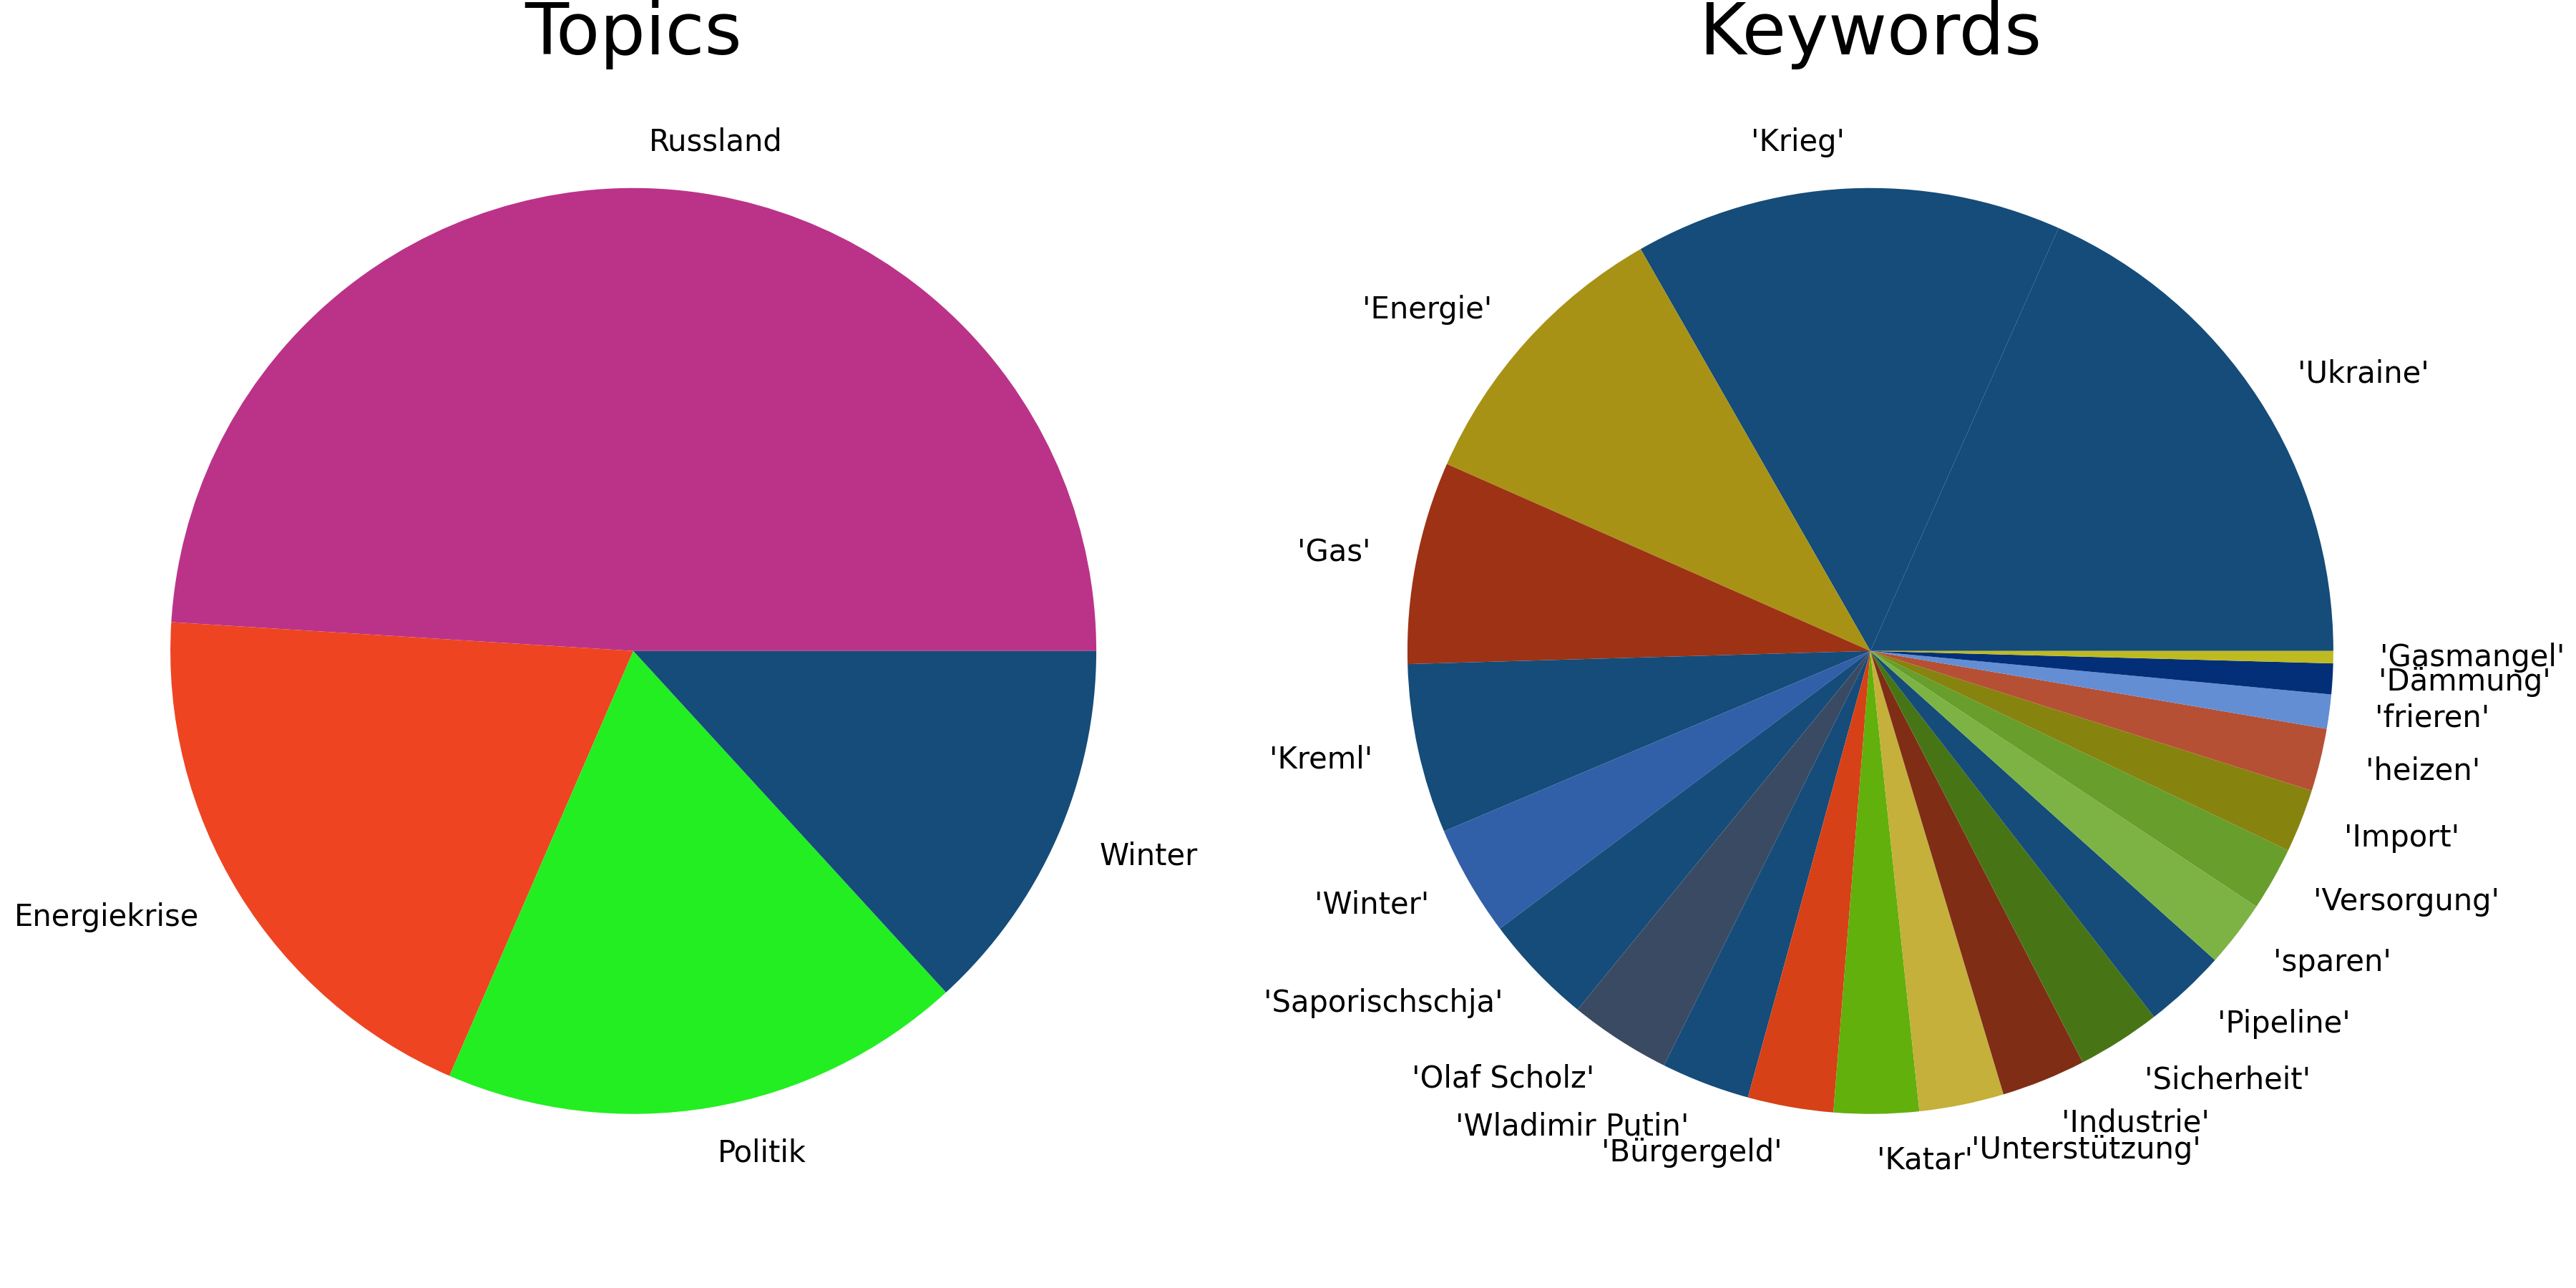 Topics
Russland
Energiekrise
Politik
Winter
Keywords
'Ukraine'
'Krieg'
'Energie'
'Gas'
'Kreml'
'Winter'
'Saporischschja'
'Olaf Scholz'
'Wladimir Putin'
'Bürgergeld'
'Katar'
'Unterstützung'
'Industrie'
'Sicherheit'
'Pipeline'
'sparen'
'Versorgung'
'Import'
'heizen'
'frieren'
'Dämmung'
'Gasmangel'